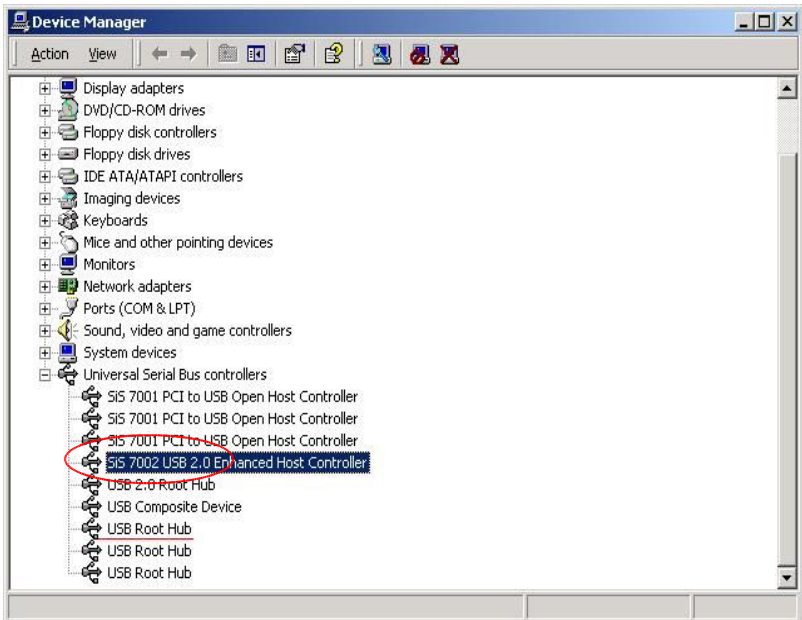 Device Manager
Action View
Display adapters
DVD/CD-ROM drives
Floppy disk controllers
Floppy disk drives
IDE ATA/ATAPI controllers
Imaging devices
Keyboards
Mice and other pointing devices
Monitors
Network adapters
Ports (COM & LPT)
Sound, video and game controllers
System devices
Universal Serial Bus controllers
SiS 7001 PCI to USB Open Host Controller
SiS 7001 PCI to USB Open Host Controller
SiS 7001 PCI to USB Open Host Controller
SiS 7002 USB 2.0 Enhanced Host Controller
USB 2.0 Root Hub
USB Composite Device
USB Root Hub
USB Root Hub
USB Root Hub